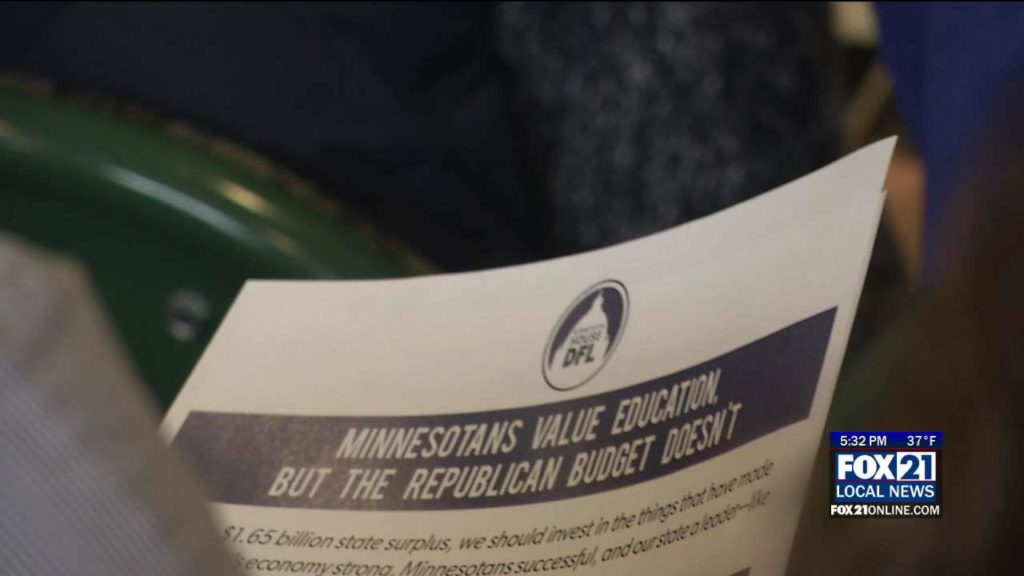 MINNESOTA
HOUSE
DFL
MINNESOTANS VALUE EDUCATION,
BUT THE REPUBLICAN BUDGET DOESN'T
$1.65 billion state surplus, we should invest in the things that have made
economy strong, Minnesotans successful, and our state a leader—like
5:32 PM 37°F
FOX21
LOCAL NEWS
FOX21ONLINE.COM